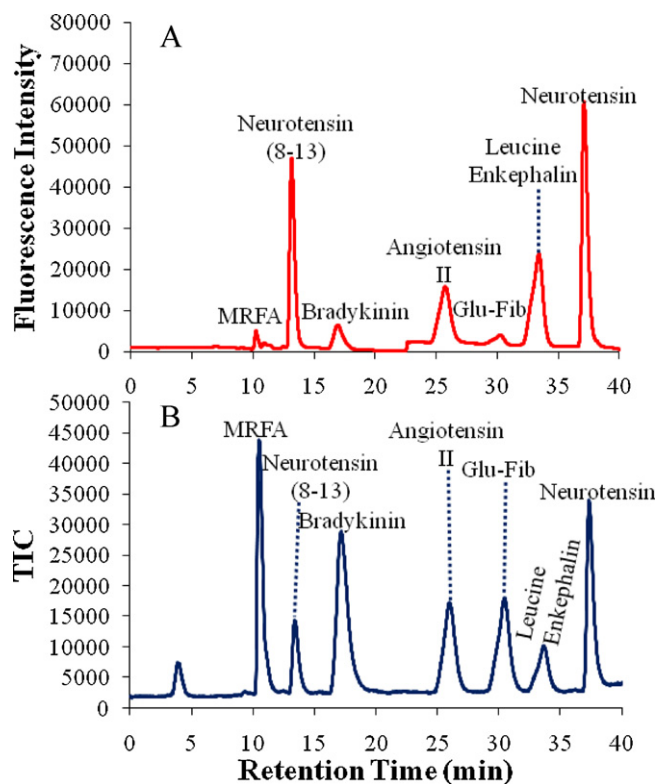 A
Fluorescence Intensity
80000
70000
60000
50000
40000
30000
20000
10000
0
Neurotensin
(8-13)
MRFA
Bradykinin
Angiotensin
II
Glu-Fib
Leucine
Enkephalin
Neurotensin
0 5 10 15 20 25 30 35 40
B
TIC
50000
45000
40000
35000
30000
25000
20000
15000
10000
5000
0
MRFA
Neurotensin
(8-13)
Bradykinin
Angiotensin
II
Glu-Fib
Leucine
Enkephalin
Neurotensin
0 5 10 15 20 25 30 35 40
Retention Time (min)